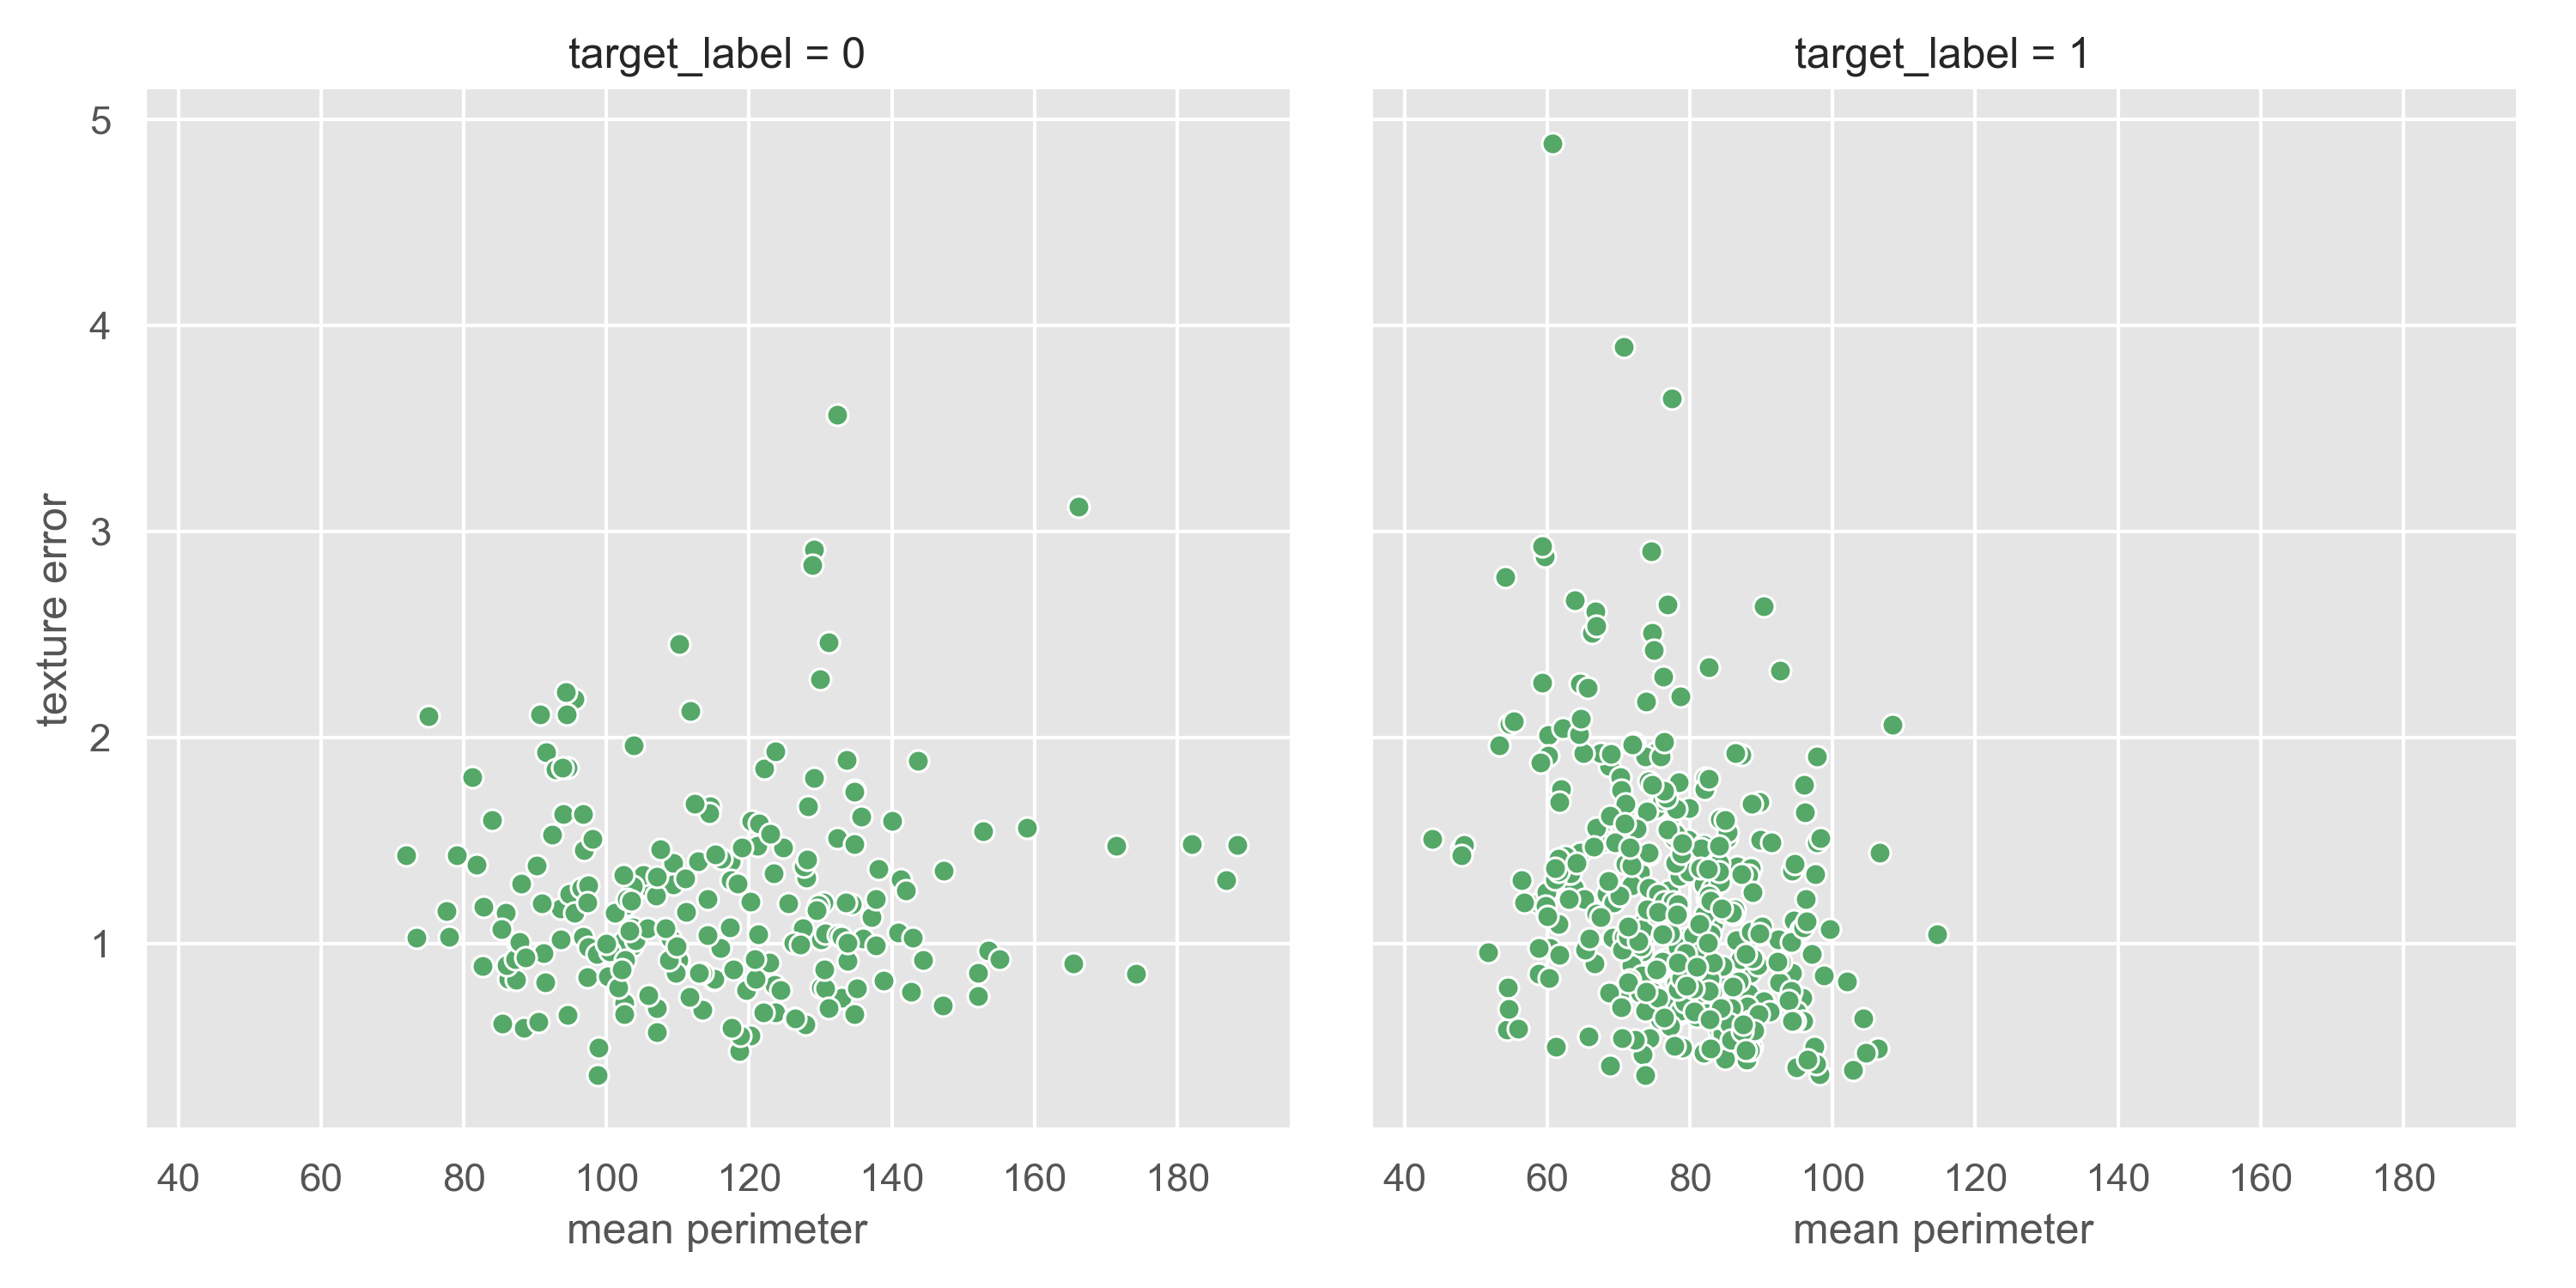 target_label = 0
target_label = 1
5
4
3
2
1
texture error
40 60 80 100 120 140 160 180
40 60 80 100 120 140 160 180
mean perimeter
mean perimeter